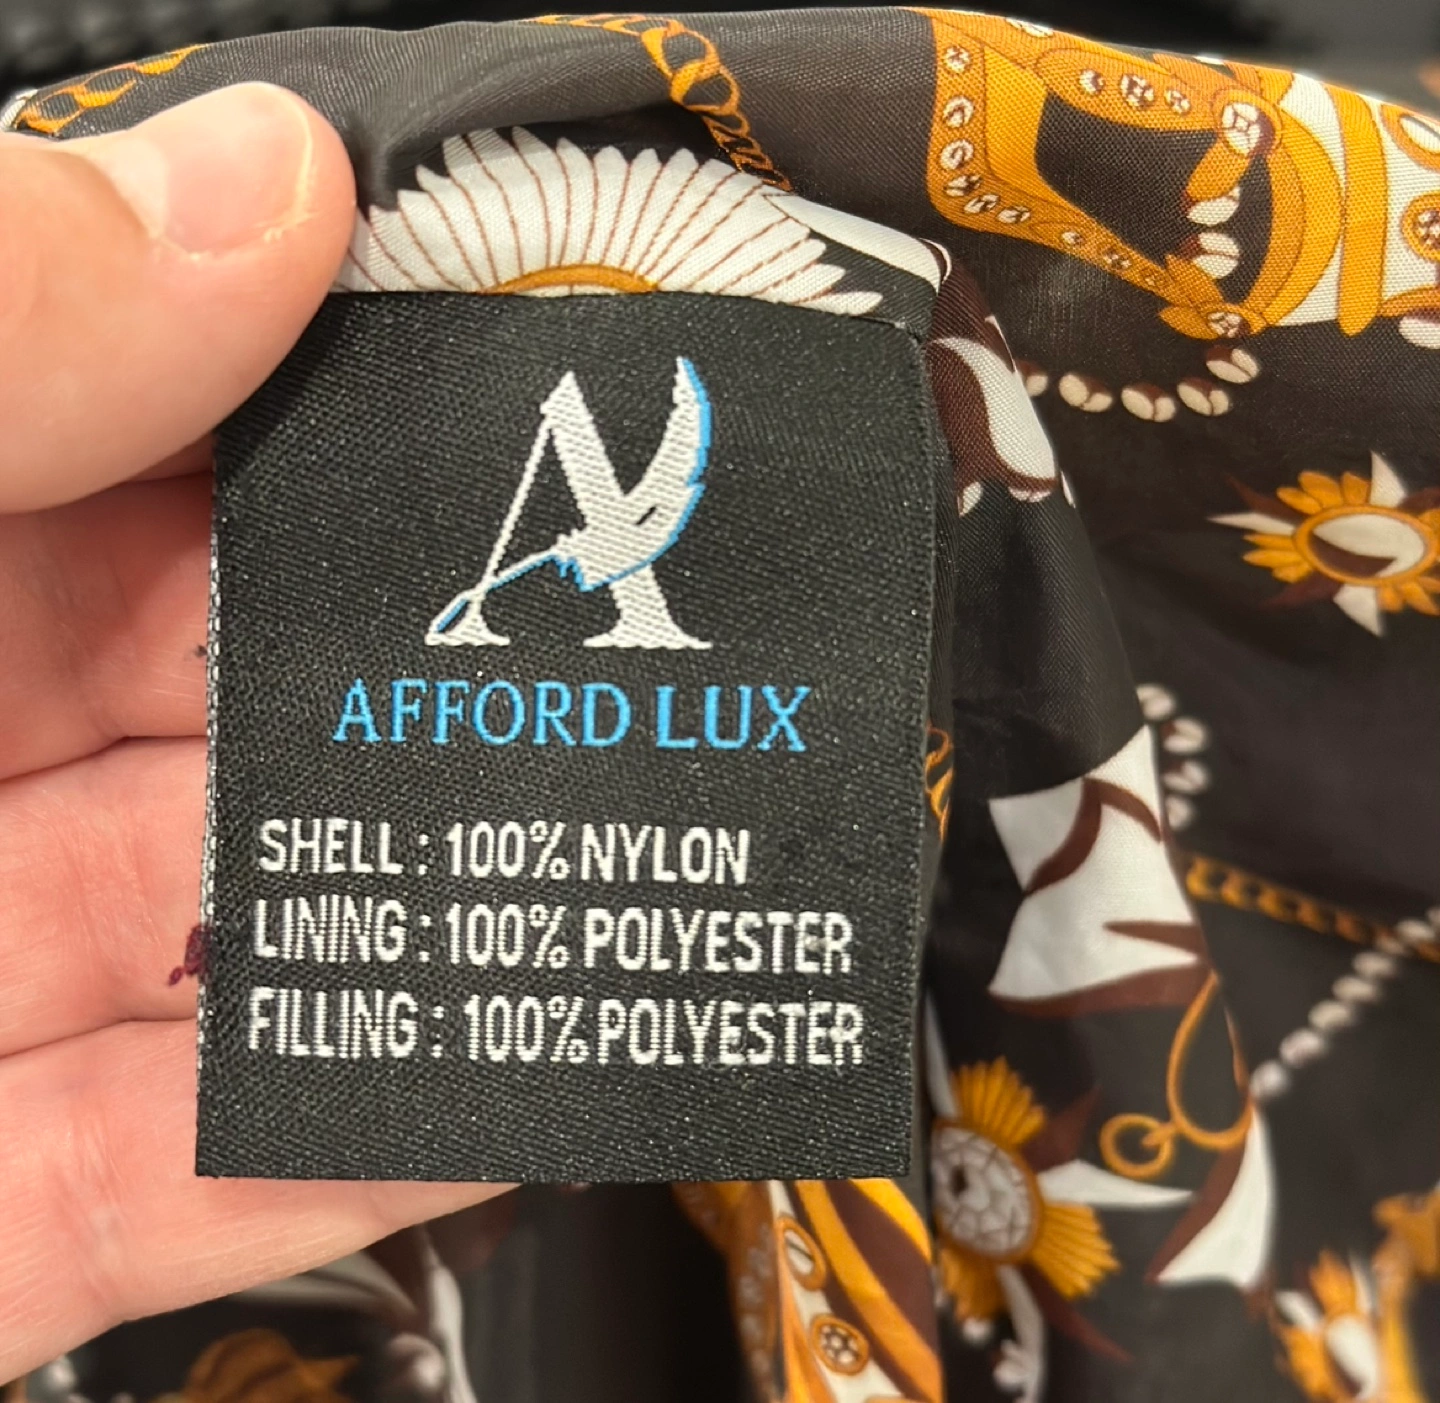 AFFORD LUX
SHELL : 100% NYLON
LINING : 100% POLYESTER
FILLING : 100% POLYESTER